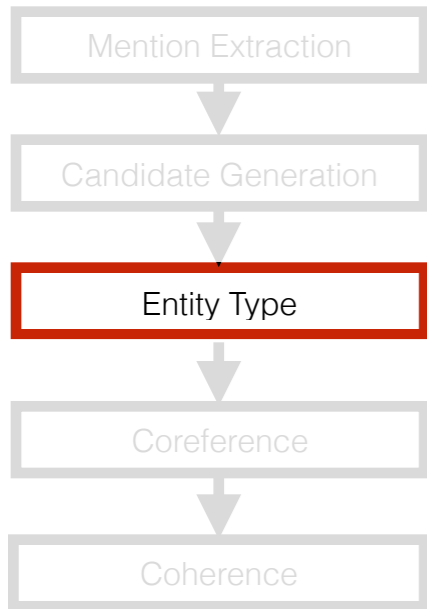 Mention Extraction
Candidate Generation
Entity Type
Coreference
Coherence